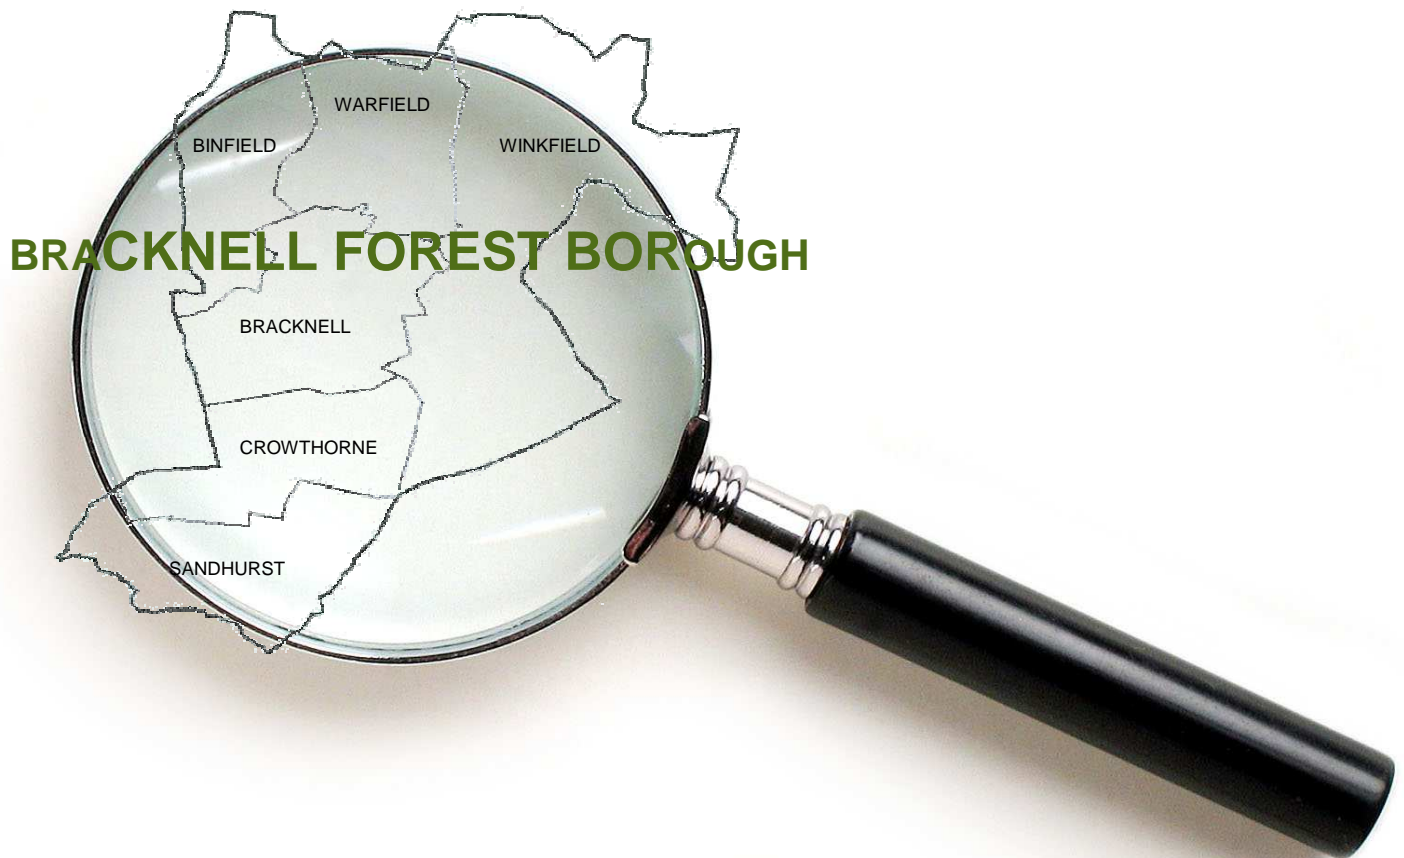 WARFIELD
BINFIELD
WINKFIELD
BRACKNELL FOREST BOROUGH
BRACKNELL
CROWTHORNE
SANDHURST